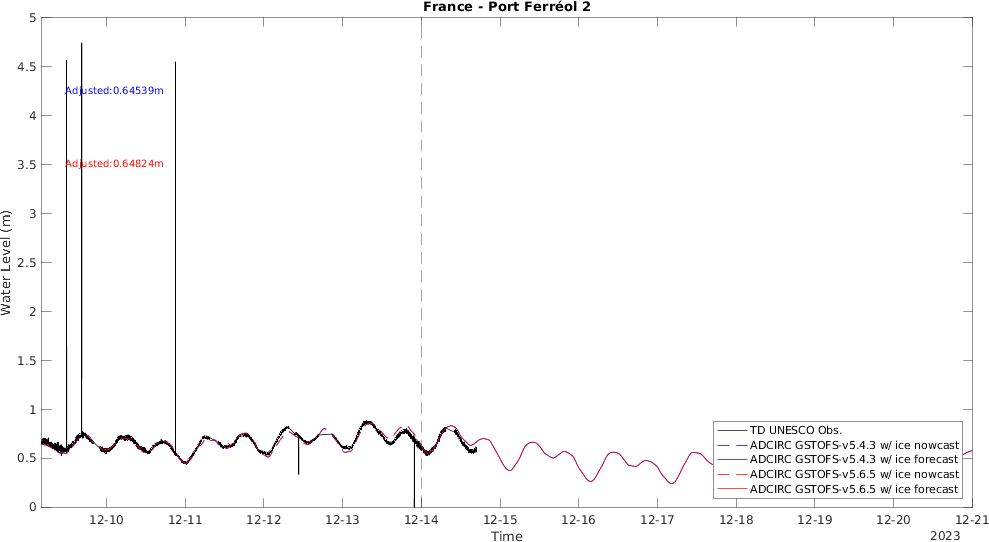 France - Port Ferréol 2
5
4.5
4
3.5
3
2.5
2
1.5
1
0.5
0
Water Level (m)
Adjusted:0.64539m
Adjusted:0.64824m
TD UNESCO Obs.
ADCIRC GSTOFS-v5.4.3 w/ ice nowcast
ADCIRC GSTOFS-v5.4.3 w/ ice forecast
ADCIRC GSTOFS-v5.6.5 w/ ice nowcast
ADCIRC GSTOFS-v5.6.5 w/ ice forecast
12-10 12-11 12-12 12-13 12-14 12-15 12-16 12-17 12-18 12-19 12-20 12-21
Time
2023